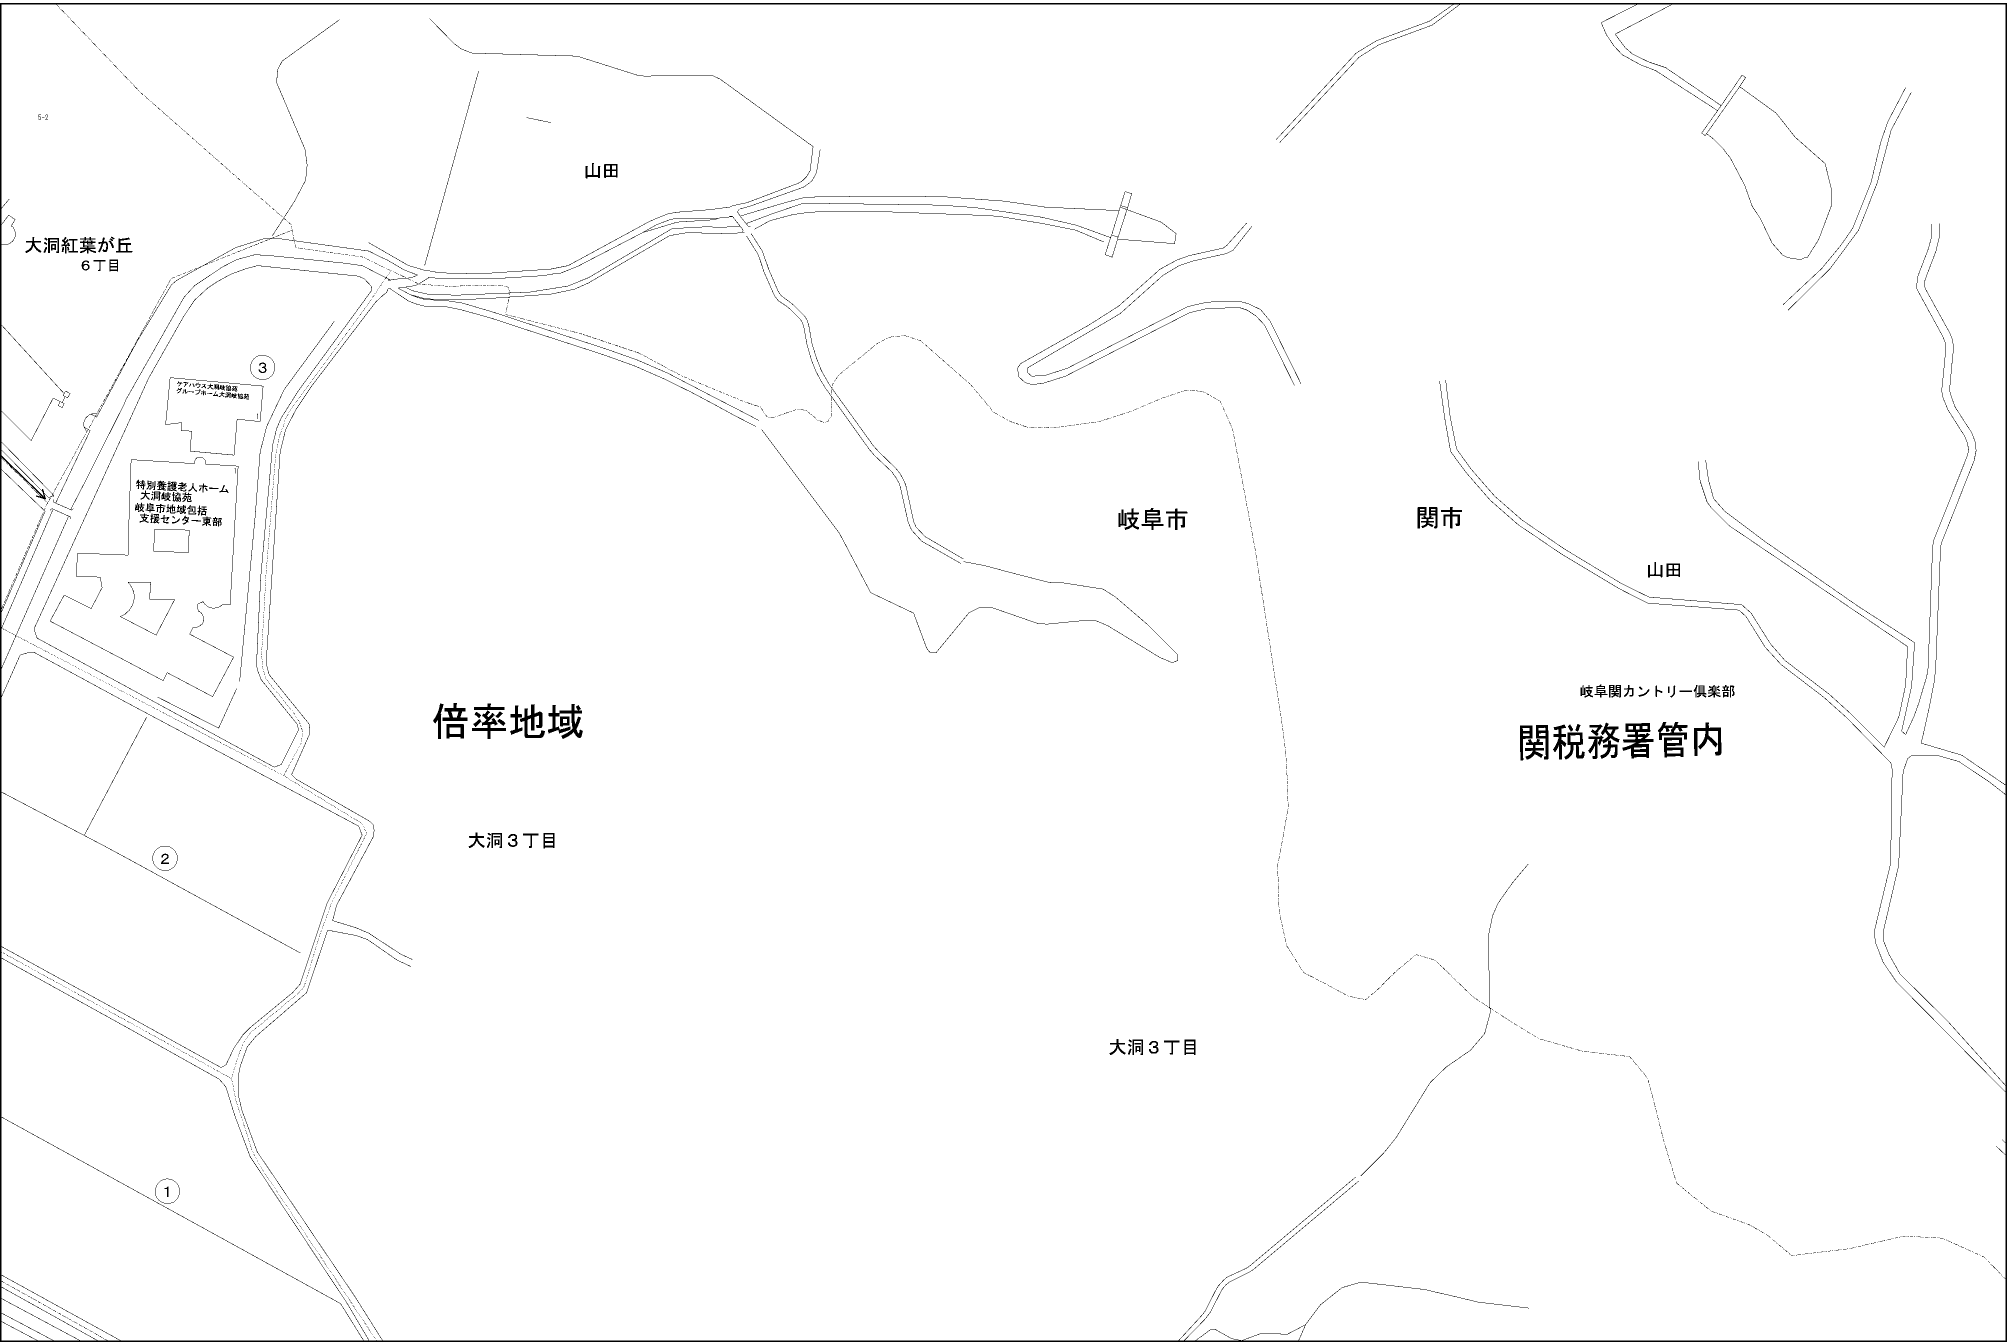 5-2
山田
大洞紅葉が丘
６丁目
3
ケアハウス大洞岐協苑
グループホーム大洞岐協苑
特別養護老人ホーム
大洞岐協苑
岐阜市地域包括
支援センター東部
岐阜市
関市
山田
岐阜関カントリー倶楽部
倍率地域
関税務署管内
大洞３丁目
2
大洞３丁目
1